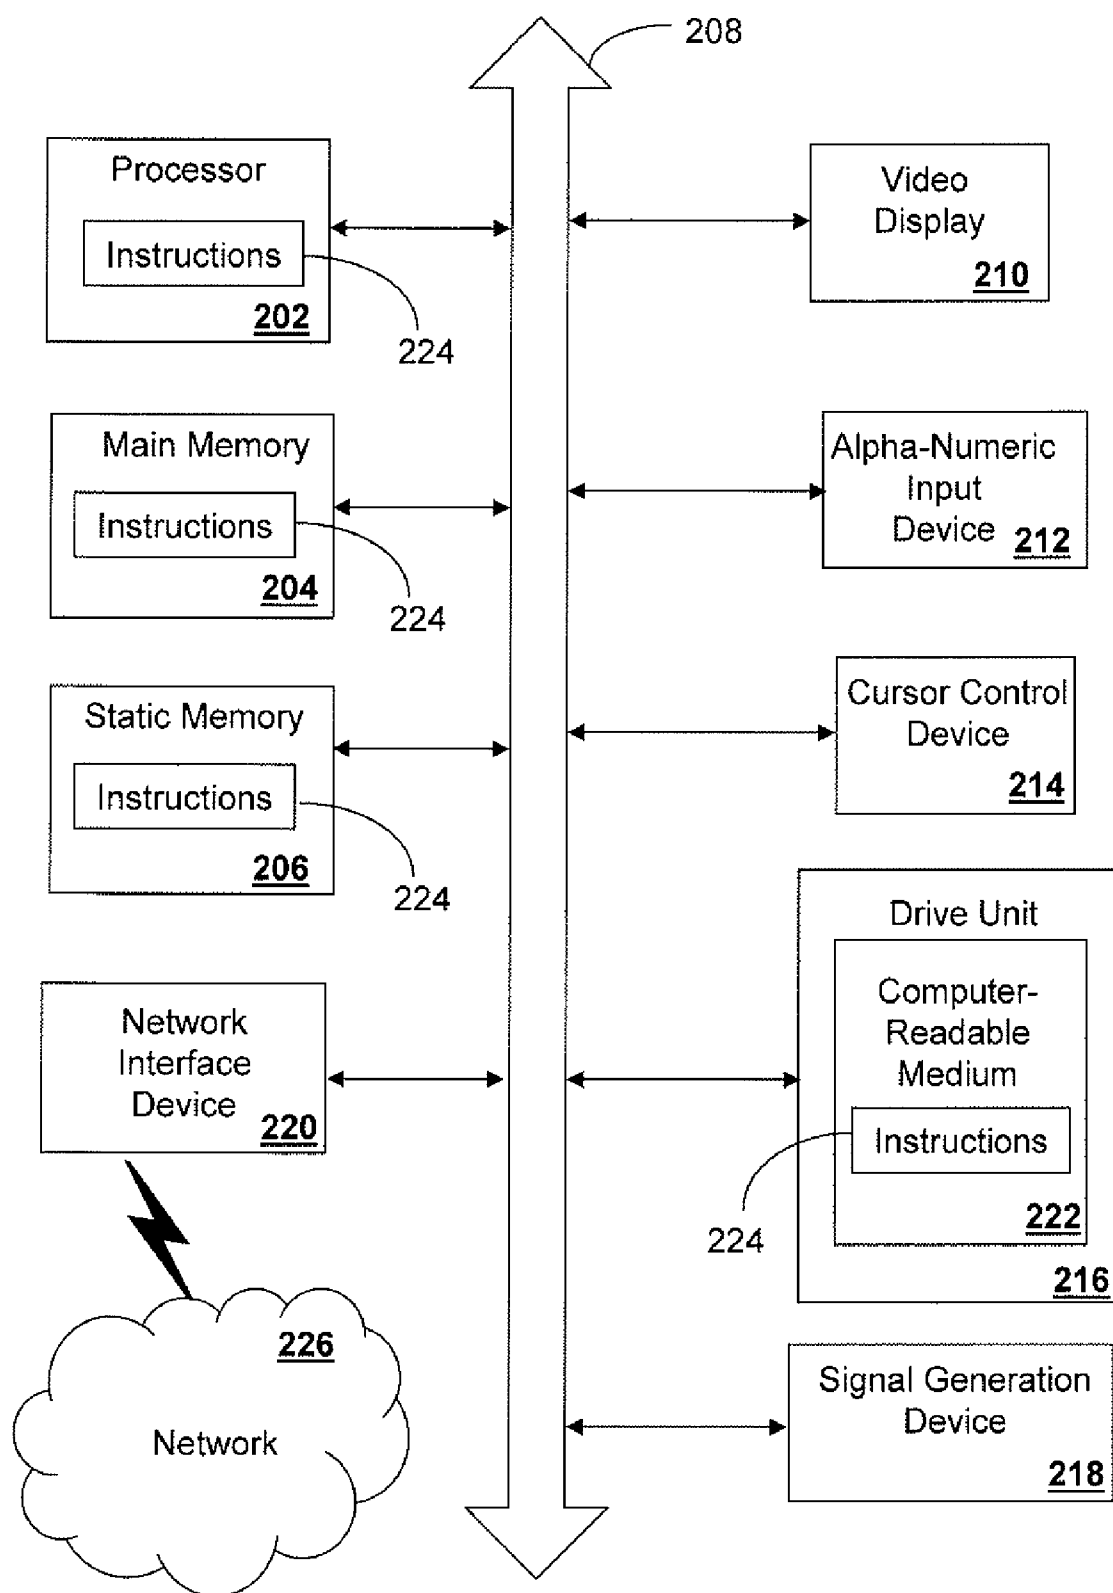 208
Processor
Instructions
202
224
Main Memory
Instructions
204
224
Static Memory
Instructions
206
224
Network
Interface
Device
220
226
Network
Video
Display
210
Alpha-Numeric
Input
Device
212
Cursor Control
Device
214
Drive Unit
Computer-
Readable
Medium
Instructions
224
222
216
Signal Generation
Device
218